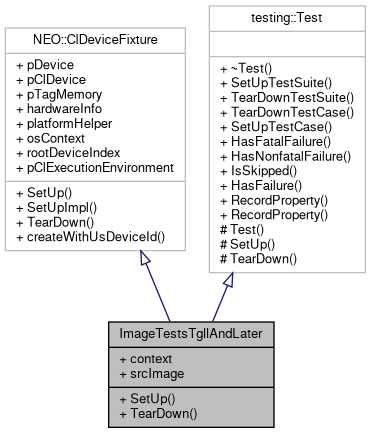 NEO::ClDeviceFixture
+ pDevice
+ pClDevice
+ pTagMemory
+ hardwareInfo
+ platformHelper
+ osContext
+ rootDeviceIndex
+ pClExecutionEnvironment
+ SetUp()
+ SetUpImpl()
+ TearDown()
+ createWithUsDeviceId()
testing::Test
+ ~Test()
+ SetUpTestSuite()
+ TearDownTestSuite()
+ TearDownTestCase()
+ SetUpTestCase()
+ HasFatalFailure()
+ HasNonfatalFailure()
+ IsSkipped()
+ HasFailure()
+ RecordProperty()
+ RecordProperty()
# Test()
# SetUp()
# TearDown()
ImageTestsTgllAndLater
+ context
+ srcImage
+ SetUp()
+ TearDown()